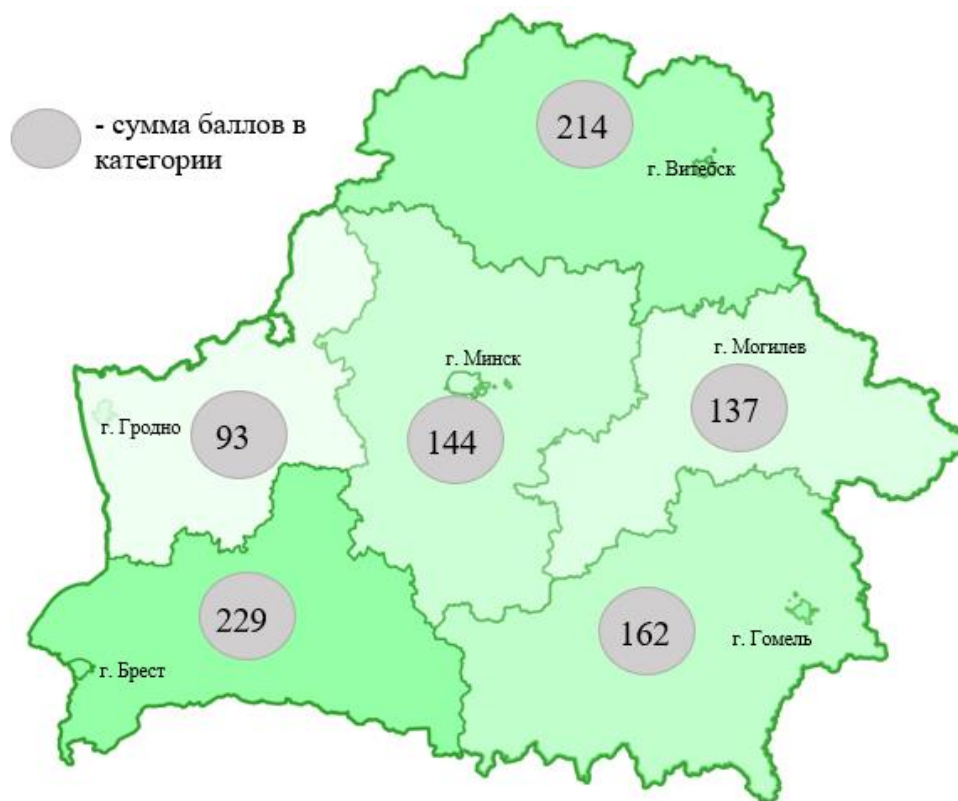 - сумма баллов в
категории
214
г. Витебск
г. Минск
г. Могилев
г. Гродно
93
144
137
229
162
г. Брест
г. Гомель